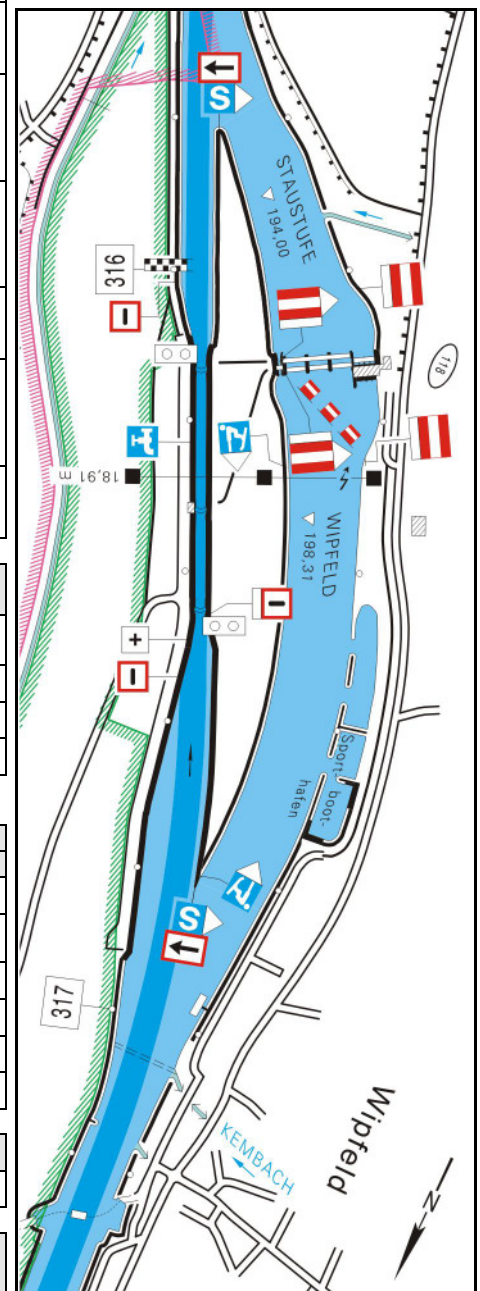 S
STAUSTUFE
194,00
316
118
18,91 m
WIPFELD
198,31
+
Sport
boot-
hafen
S
317
Wipfeld
KEMBACH
N